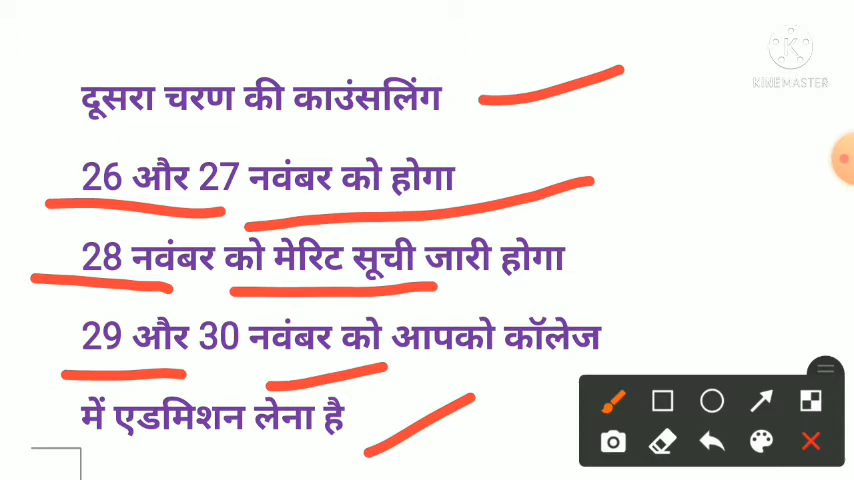 KINEMASTER
दूसरा चरण की काउंसलिंग
26 और 27 नवंबर को होगा
28 नवंबर को मेरिट सूची जारी होगा
29 और 30 नवंबर को आपको कॉलेज
में एडमिशन लेना है